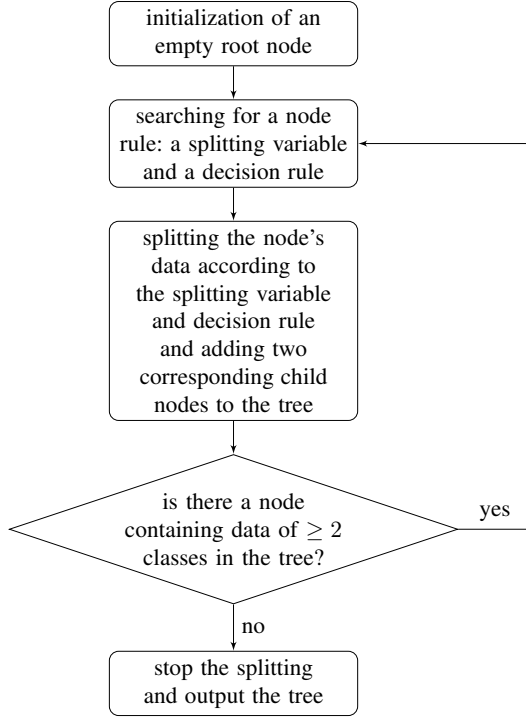 initialization of an
empty root node
searching for a node
rule: a splitting variable
and a decision rule
splitting the node's
data according to
the splitting variable
and decision rule
and adding two
corresponding child
nodes to the tree
is there a node
containing data of ≥ 2
classes in the tree?
yes
no
stop the splitting
and output the tree